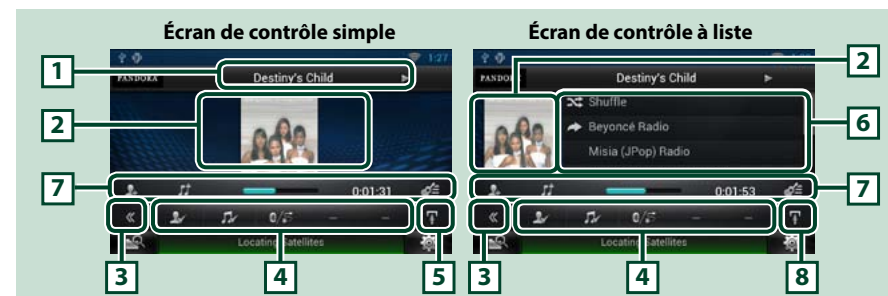 Écran de contrôle simple
Écran de contrôle à liste
1:27
1
PANDORA
Destiny's Child
2
7
0:01:31
Locating Satellites
3
4
5
PANDORA
Destiny's Child
2
Shuffle
Beyoncé Radio
6
Misia (JPop) Radio
0:01:53
7
Locating Satellites
3
4
8